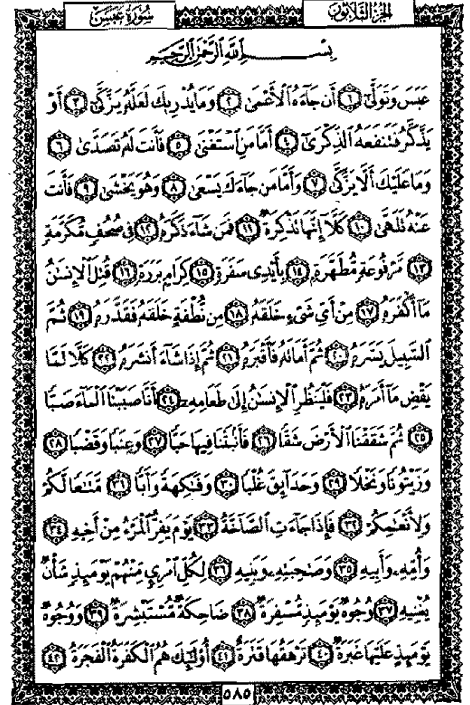 الجزء الثلاثون
سورة عبس
بِسْمِ ٱللَّهِ ٱلرَّحْمَٰنِ ٱلرَّحِيمِ
عَبَسَ وَتَوَلَّىٰٓ ١ أَن جَآءَهُ ٱلْأَعْمَىٰ ٢ وَمَا يُدْرِيكَ لَعَلَّهُۥ يَزَّكَّىٰٓ ٣ أَوْ
يَذَّكَّرُ فَتَنفَعَهُ ٱلذِّكْرَىٰٓ ٤ أَمَّا مَنِ ٱسْتَغْنَىٰ ٥ فَأَنتَ لَهُۥ تَصَدَّىٰ ٦
وَمَا عَلَيْكَ أَلَّا يَزَّكَّىٰ ٧ وَأَمَّا مَن جَآءَكَ يَسْعَىٰ ٨ وَهُوَ يَخْشَىٰ ٩ فَأَنتَ
عَنْهُ تَلَهَّىٰ ١٠ كَلَّآ إِنَّهَا تَذْكِرَةٌ ١١ فَمَن شَآءَ ذَكَرَهُۥ ١٢ فِى صُحُفٍ مُّكَرَّمَةٍ
١٣ مَّرْفُوعَةٍ مُّطَهَّرَةٍۭ ١٤ بِأَيْدِى سَفَرَةٍ ١٥ كِرَامٍۭ بَرَرَةٍ ١٦ قُتِلَ ٱلْإِنسَٰنُ
مَآ أَكْفَرَهُۥ ١٧ مِنْ أَىِّ شَىْءٍ خَلَقَهُۥ ١٨ مِن نُّطْفَةٍ خَلَقَهُۥ فَقَدَّرَهُۥ ١٩ ثُمَّ
ٱلسَّبِيلَ يَسَّرَهُۥ ٢٠ ثُمَّ أَمَاتَهُۥ فَأَقْبَرَهُۥ ٢١ ثُمَّ إِذَا شَآءَ أَنشَرَهُۥ ٢٢ كَلَّا لَمَّا
يَقْضِ مَآ أَمَرَهُۥ ٢٣ فَلْيَنظُرِ ٱلْإِنسَٰنُ إِلَىٰ طَعَامِهِۦٓ ٢٤ أَنَّا صَبَبْنَا ٱلْمَآءَ صَبًّا
٢٥ ثُمَّ شَقَقْنَا ٱلْأَرْضَ شَقًّا ٢٦ فَأَنۢبَتْنَا فِيهَا حَبًّا ٢٧ وَعِنَبًا وَقَضْبًا ٢٨
وَزَيْتُونًا وَنَخْلًا ٢٩ وَحَدَآئِقَ غُلْبًا ٣٠ وَفَٰكِهَةً وَأَبًّا ٣١ مَّتَٰعًا لَّكُمْ
وَلِأَنْعَٰمِكُمْ ٣٢ فَإِذَا جَآءَتِ ٱلصَّآخَّةُ ٣٣ يَوْمَ يَفِرُّ ٱلْمَرْءُ مِنْ أَخِيهِ ٣٤
وَأُمِّهِۦ وَأَبِيهِ ٣٥ وَصَٰحِبَتِهِۦ وَبَنِيهِ ٣٦ لِكُلِّ ٱمْرِئٍ مِّنْهُمْ يَوْمَئِذٍ شَأْنٌ
يُغْنِيهِ ٣٧ وُجُوهٌ يَوْمَئِذٍ مُّسْفِرَةٌ ٣٨ ضَاحِكَةٌ مُّسْتَبْشِرَةٌ ٣٩ وَوُجُوهٌ
يَوْمَئِذٍ عَلَيْهَا غَبَرَةٌ ٤٠ تَرْهَقُهَا قَتَرَةٌ ٤١ أُو۟لَٰٓئِكَ هُمُ ٱلْكَفَرَةُ ٱلْفَجَرَةُ ٤٢
٥٨٥